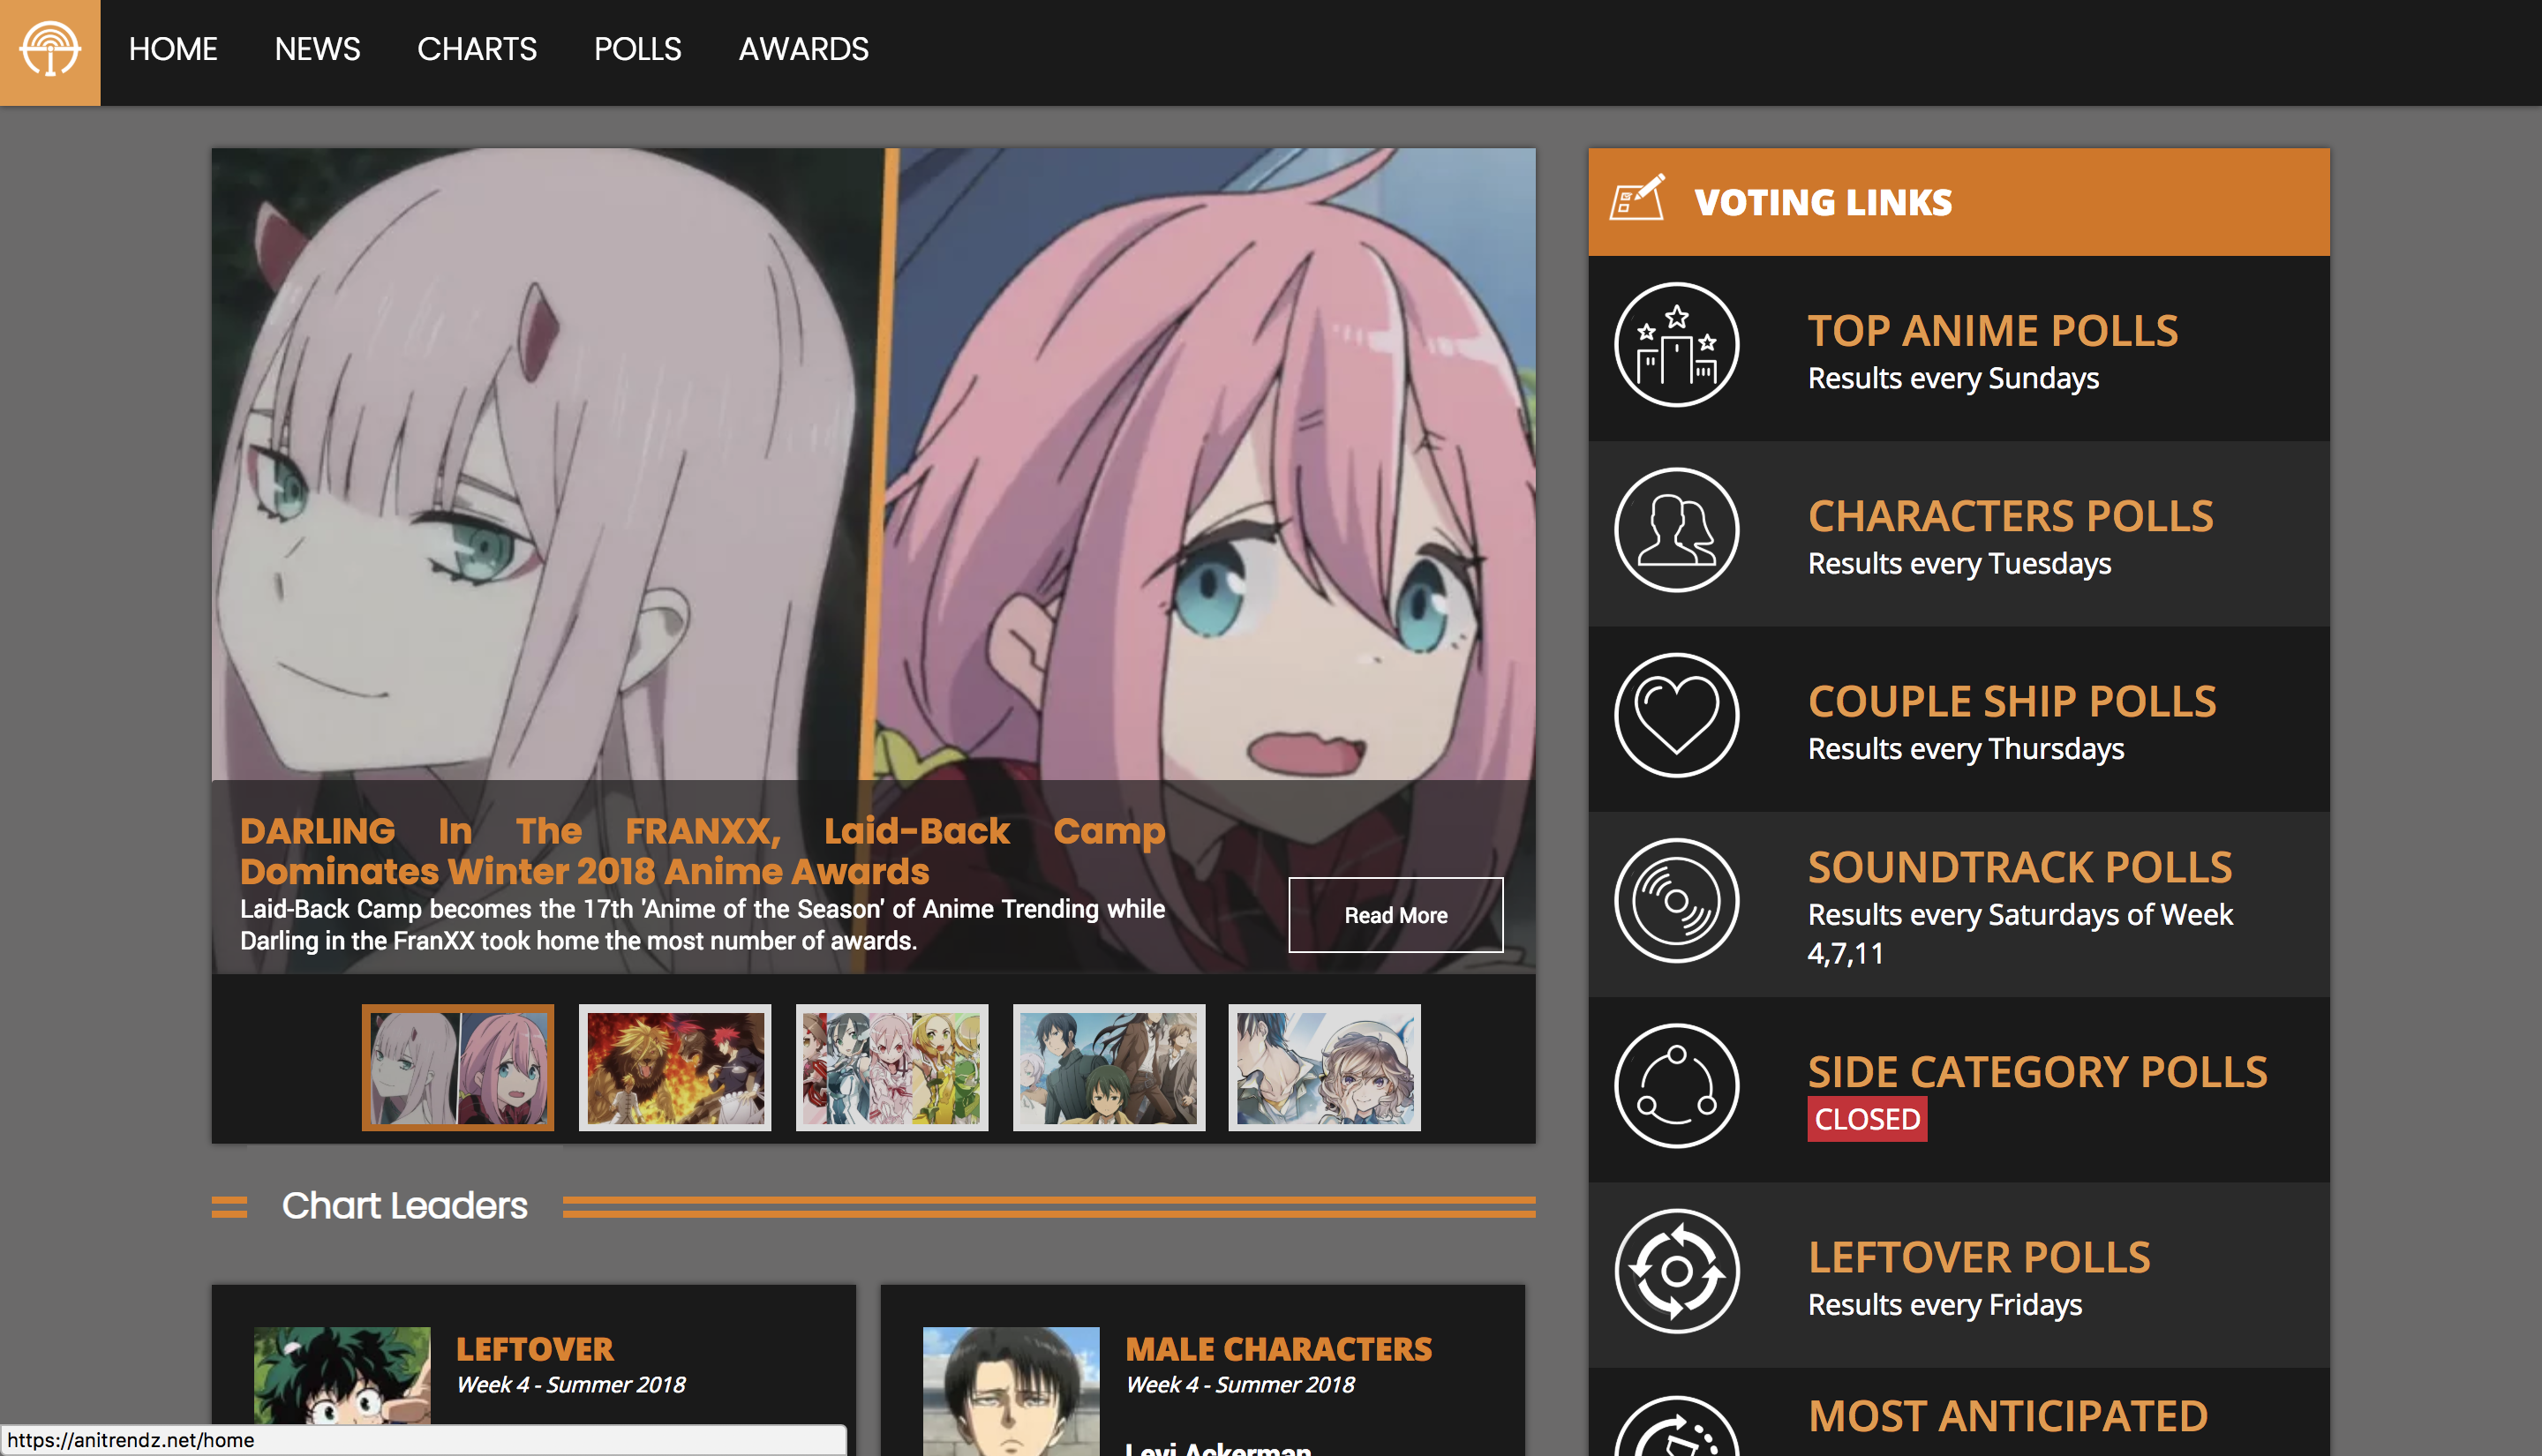 HOME
NEWS
CHARTS
POLLS
AWARDS
DARLING In The FRANXX, Laid-Back Camp
Dominates Winter 2018 Anime Awards
Laid-Back Camp becomes the 17th 'Anime of the Season' of Anime Trending while
Darling in the FranXX took home the most number of awards.
Read More
Chart Leaders
LEFTOVER
Week 4 - Summer 2018
MALE CHARACTERS
Week 4 - Summer 2018
Levi Ackerman
VOTING LINKS
TOP ANIME POLLS
Results every Sundays
CHARACTERS POLLS
Results every Tuesdays
COUPLE SHIP POLLS
Results every Thursdays
SOUNDTRACK POLLS
Results every Saturdays of Week
4,7,11
SIDE CATEGORY POLLS
CLOSED
LEFTOVER POLLS
Results every Fridays
MOST ANTICIPATED
https://anitrendz.net/home